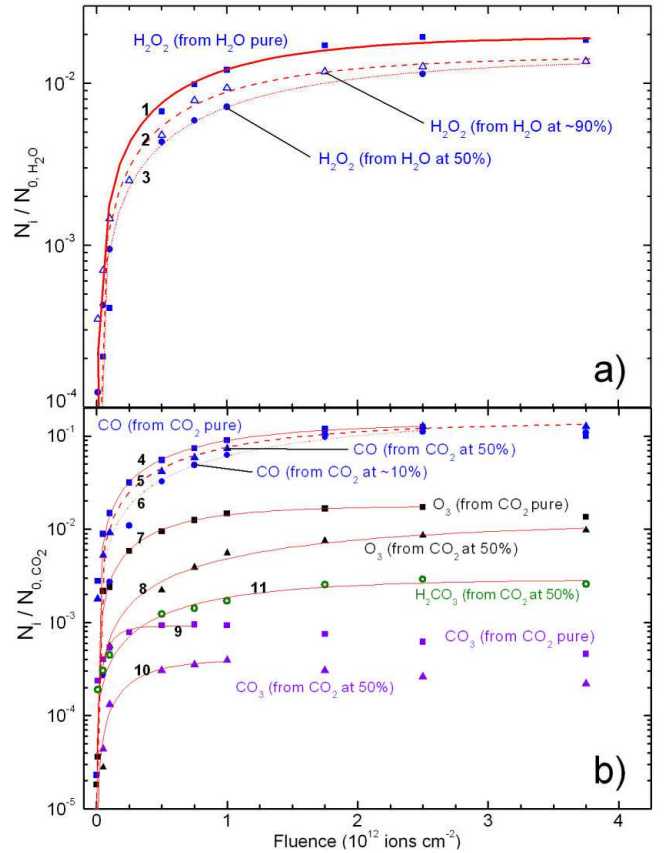 H₂O₂ (from H₂O pure)
10⁻²
1
2
H₂O₂ (from H₂O at ~90%)
3
H₂O₂ (from H₂O at 50%)
Nᵢ / N₀, H₂O
10⁻³
a)
10⁻⁴
CO (from CO₂ pure)
10⁻¹
4
CO (from CO₂ at 50%)
5
CO (from CO₂ at ~10%)
6
10⁻²
O₃ (from CO₂ pure)
7
O₃ (from CO₂ at 50%)
Nᵢ / N₀, CO₂
8
11
H₂CO₃ (from CO₂ at 50%)
10⁻³
9
CO₃ (from CO₂ pure)
10
CO₃ (from CO₂ at 50%)
10⁻⁴
b)
10⁻⁵
0 1 2 3 4
Fluence (10¹² ions cm⁻²)